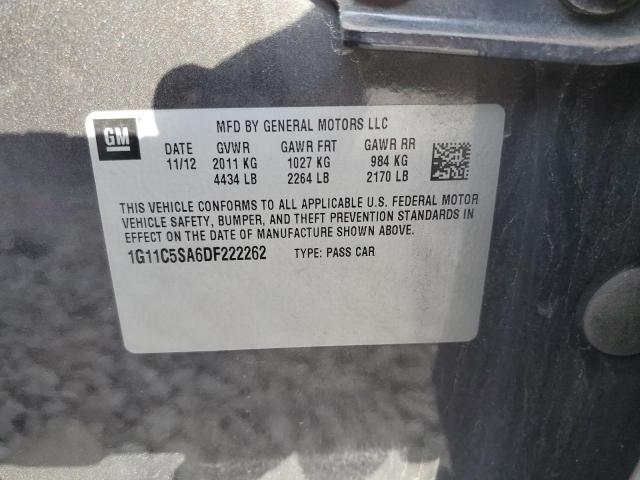 GM
MFD BY GENERAL MOTORS LLC
DATE GVWR GAWR FRT GAWR RR
11/12 2011 KG 1027 KG 984 KG
4434 LB 2264 LB 2170 LB
THIS VEHICLE CONFORMS TO ALL APPLICABLE U.S. FEDERAL MOTOR
VEHICLE SAFETY, BUMPER, AND THEFT PREVENTION STANDARDS IN
EFFECT ON THE DATE OF MANUFACTURE SHOWN ABOVE.
1G11C5SA6DF222262 TYPE: PASS CAR